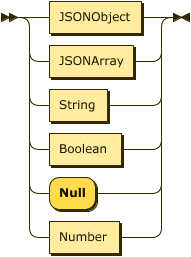 JSONObject
JSONArray
String
Boolean
Null
Number